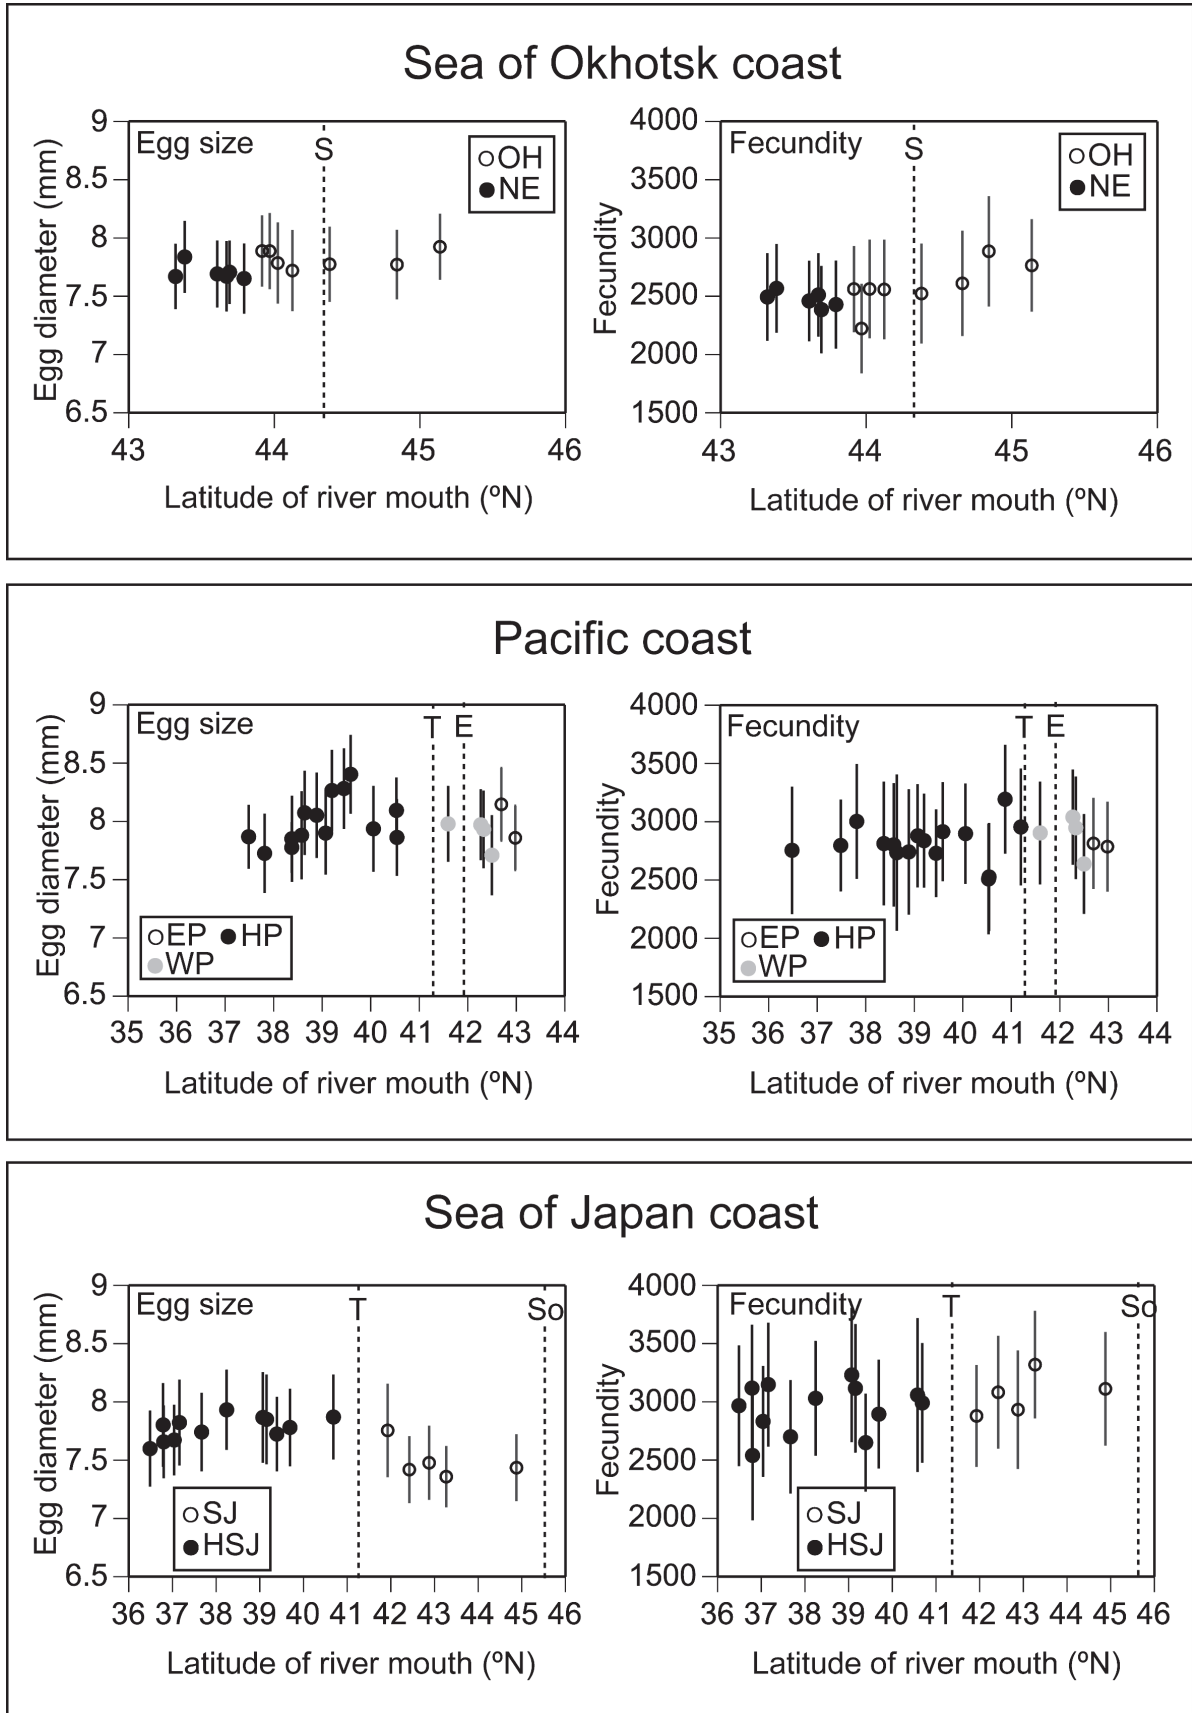 Sea of Okhotsk coast
Egg size
S
OH
NE
9
8.5
8
7.5
7
6.5
Egg diameter (mm)
43 44 45 46
Latitude of river mouth (ºN)
Fecundity
S
OH
NE
4000
3500
3000
2500
2000
1500
Fecundity
43 44 45 46
Latitude of river mouth (ºN)
Pacific coast
Egg size
T E
9
8.5
8
7.5
7
6.5
Egg diameter (mm)
EP HP
WP
35 36 37 38 39 40 41 42 43 44
Latitude of river mouth (ºN)
Fecundity
T E
4000
3500
3000
2500
2000
1500
Fecundity
EP HP
WP
35 36 37 38 39 40 41 42 43 44
Latitude of river mouth (ºN)
Sea of Japan coast
Egg size
T So
9
8.5
8
7.5
7
6.5
Egg diameter (mm)
SJ
HSJ
36 37 38 39 40 41 42 43 44 45 46
Latitude of river mouth (ºN)
Fecundity
T So
4000
3500
3000
2500
2000
1500
Fecundity
SJ
HSJ
36 37 38 39 40 41 42 43 44 45 46
Latitude of river mouth (ºN)